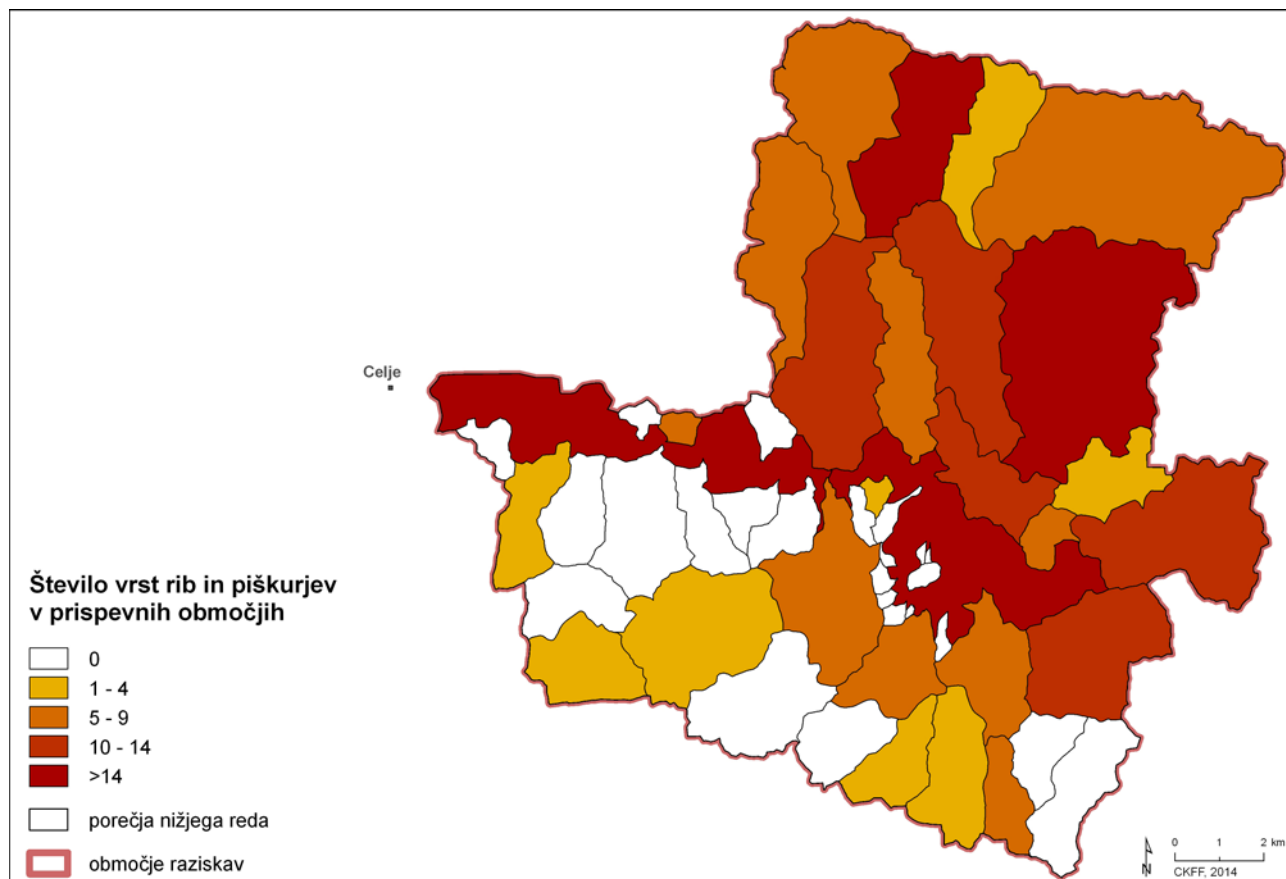 Celje
Število vrst rib in piškurjev
v prispevnih območjih
0
1 - 4
5 - 9
10 - 14
>14
porečja nižjega reda
območje raziskav
N
0 1 2 km
CKFF, 2014